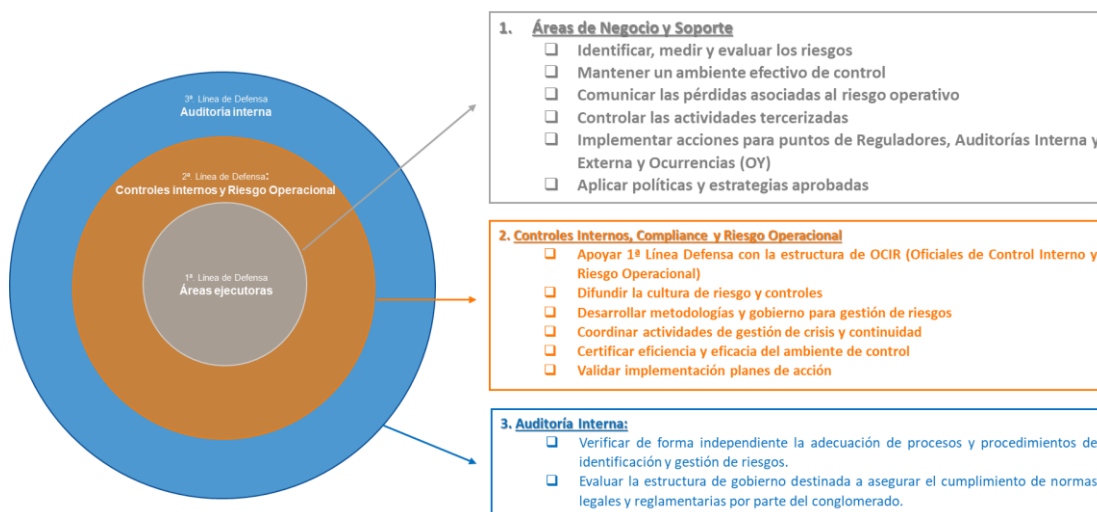 3ª. Línea de Defensa
Auditoría interna
2ª. Línea de Defensa:
Controles internos y Riesgo Operacional
1ª. Línea de Defensa
Áreas ejecutoras
1. Áreas de Negocio y Soporte
❑ Identificar, medir y evaluar los riesgos
❑ Mantener un ambiente efectivo de control
❑ Comunicar las pérdidas asociadas al riesgo operativo
❑ Controlar las actividades tercerizadas
❑ Implementar acciones para puntos de Reguladores, Auditorías Interna y
Externa y Ocurrencias (OY)
❑ Aplicar políticas y estrategias aprobadas
2. Controles Internos, Compliance y Riesgo Operacional
❑ Apoyar 1ª Línea Defensa con la estructura de OCIR (Oficiales de Control Interno y
Riesgo Operacional)
❑ Difundir la cultura de riesgo y controles
❑ Desarrollar metodologías y gobierno para gestión de riesgos
❑ Coordinar actividades de gestión de crisis y continuidad
❑ Certificar eficiencia y eficacia del ambiente de control
❑ Validar implementación planes de acción
3. Auditoría Interna:
❑ Verificar de forma independiente la adecuación de procesos y procedimientos de
identificación y gestión de riesgos.
❑ Evaluar la estructura de gobierno destinada a asegurar el cumplimiento de normas
legales y reglamentarias por parte del conglomerado.